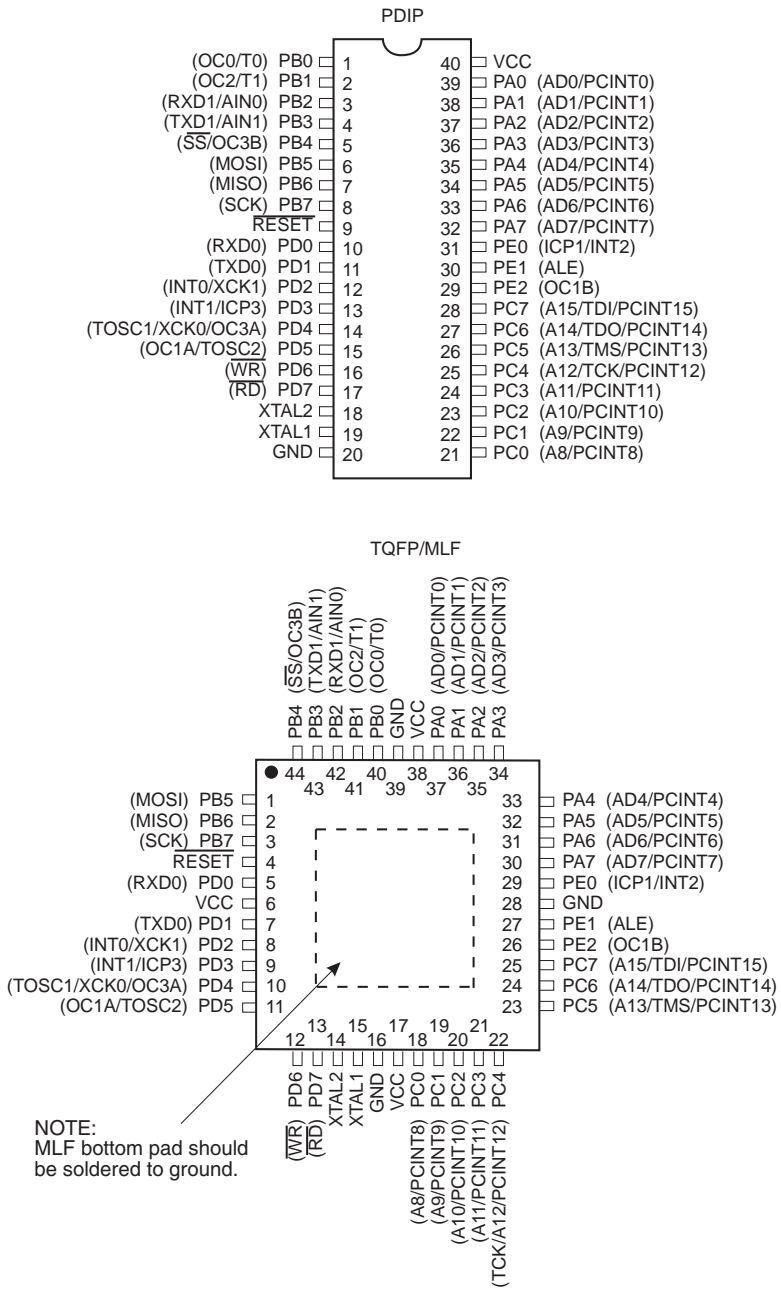 PDIP
(OC0/T0) PB0 1 40 VCC
(OC2/T1) PB1 2 39 PA0 (AD0/PCINT0)
(RXD1/AIN0) PB2 3 38 PA1 (AD1/PCINT1)
(TXD1/AIN1) PB3 4 37 PA2 (AD2/PCINT2)
(SS/OC3B) PB4 5 36 PA3 (AD3/PCINT3)
(MOSI) PB5 6 35 PA4 (AD4/PCINT4)
(MISO) PB6 7 34 PA5 (AD5/PCINT5)
(SCK) PB7 8 33 PA6 (AD6/PCINT6)
RESET 9 32 PA7 (AD7/PCINT7)
(RXD0) PD0 10 31 PE0 (ICP1/INT2)
(TXD0) PD1 11 30 PE1 (ALE)
(INT0/XCK1) PD2 12 29 PE2 (OC1B)
(INT1/ICP3) PD3 13 28 PC7 (A15/TDI/PCINT15)
(TOSC1/XCK0/OC3A) PD4 14 27 PC6 (A14/TDO/PCINT14)
(OC1A/TOSC2) PD5 15 26 PC5 (A13/TMS/PCINT13)
(WR) PD6 16 25 PC4 (A12/TCK/PCINT12)
(RD) PD7 17 24 PC3 (A11/PCINT11)
XTAL2 18 23 PC2 (A10/PCINT10)
XTAL1 19 22 PC1 (A9/PCINT9)
GND 20 21 PC0 (A8/PCINT8)
TQFP/MLF
PB4 (SS/OC3B)
PB3 (TXD1/AIN1)
PB2 (RXD1/AIN0)
PB1 (OC2/T1)
PB0 (OC0/T0)
GND
VCC
PA0 (AD0/PCINT0)
PA1 (AD1/PCINT1)
PA2 (AD2/PCINT2)
PA3 (AD3/PCINT3)
44 42 40 38 36 34
43 41 39 37 35
(MOSI) PB5 1 33 PA4 (AD4/PCINT4)
(MISO) PB6 2 32 PA5 (AD5/PCINT5)
(SCK) PB7 3 31 PA6 (AD6/PCINT6)
RESET 4 30 PA7 (AD7/PCINT7)
(RXD0) PD0 5 29 PE0 (ICP1/INT2)
VCC 6 28 GND
(TXD0) PD1 7 27 PE1 (ALE)
(INT0/XCK1) PD2 8 26 PE2 (OC1B)
(INT1/ICP3) PD3 9 25 PC7 (A15/TDI/PCINT15)
(TOSC1/XCK0/OC3A) PD4 10 24 PC6 (A14/TDO/PCINT14)
(OC1A/TOSC2) PD5 11 23 PC5 (A13/TMS/PCINT13)
13 15 17 19 21
12 14 16 18 20 22
(WR) PD6
(RD) PD7
XTAL2
XTAL1
GND
VCC
(A8/PCINT8) PC0
(A9/PCINT9) PC1
(A10/PCINT10) PC2
(A11/PCINT11) PC3
(TCK/A12/PCINT12) PC4
NOTE:
MLF bottom pad should
be soldered to ground.